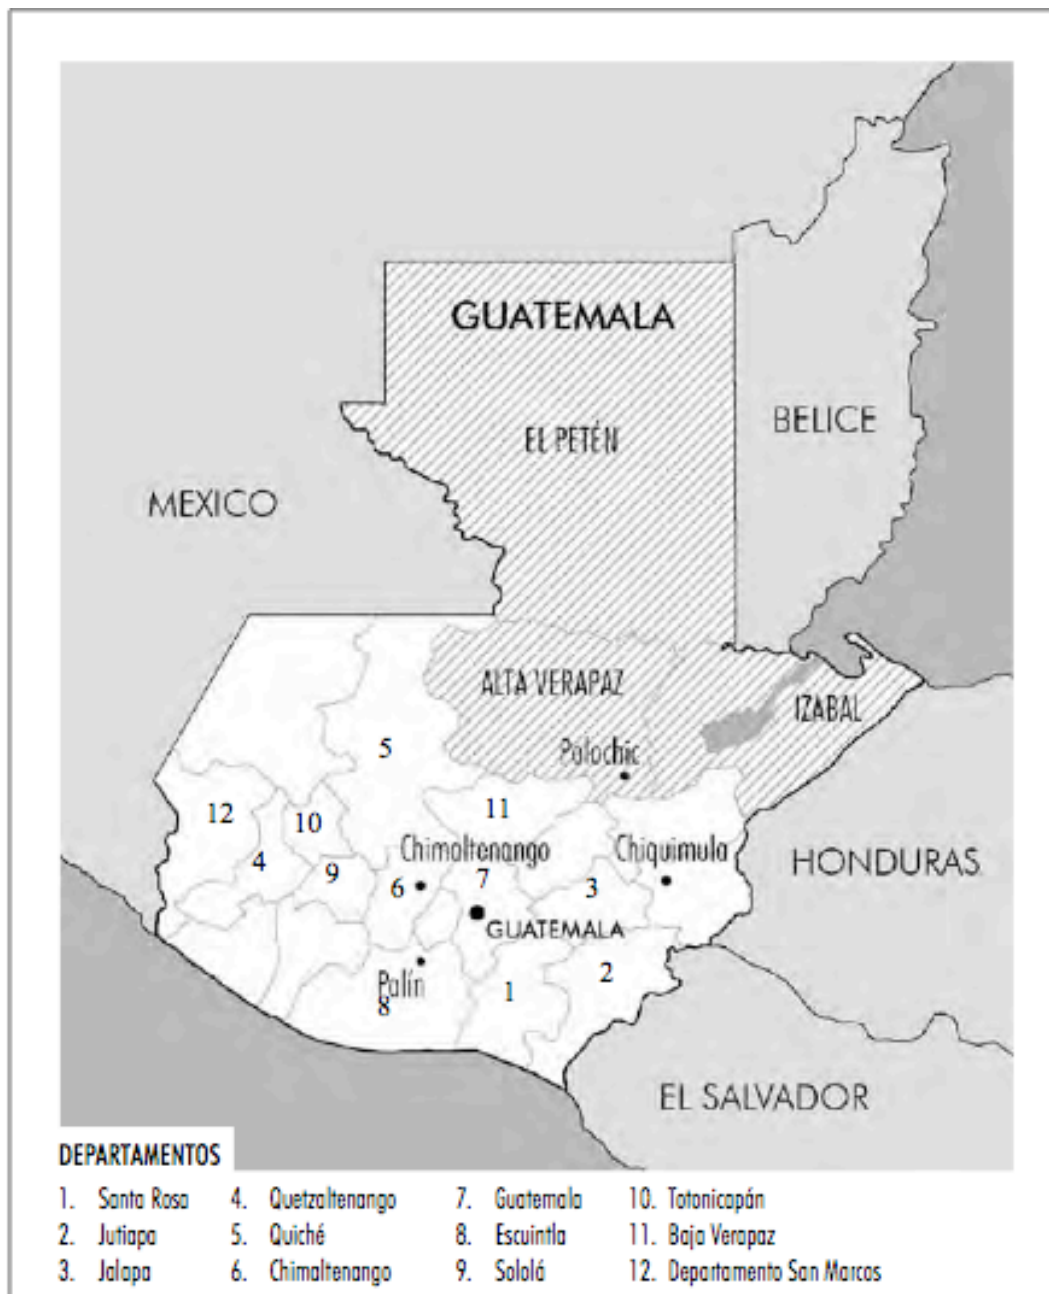 GUATEMALA
EL PETÉN
BELICE
MEXICO
ALTA VERAPAZ
IZABAL
5
Polochic
12
10
11
4
9
Chimaltenango
Chiquimula
HONDURAS
6
7
3
GUATEMALA
Palín
8
1
2
EL SALVADOR
DEPARTAMENTOS
1. Santa Rosa 4. Quetzaltenango 7. Guatemala 10. Totonicapán
2. Jutiapa 5. Quiché 8. Escuintla 11. Baja Verapaz
3. Jalapa 6. Chimaltenango 9. Sololá 12. Departamento San Marcos